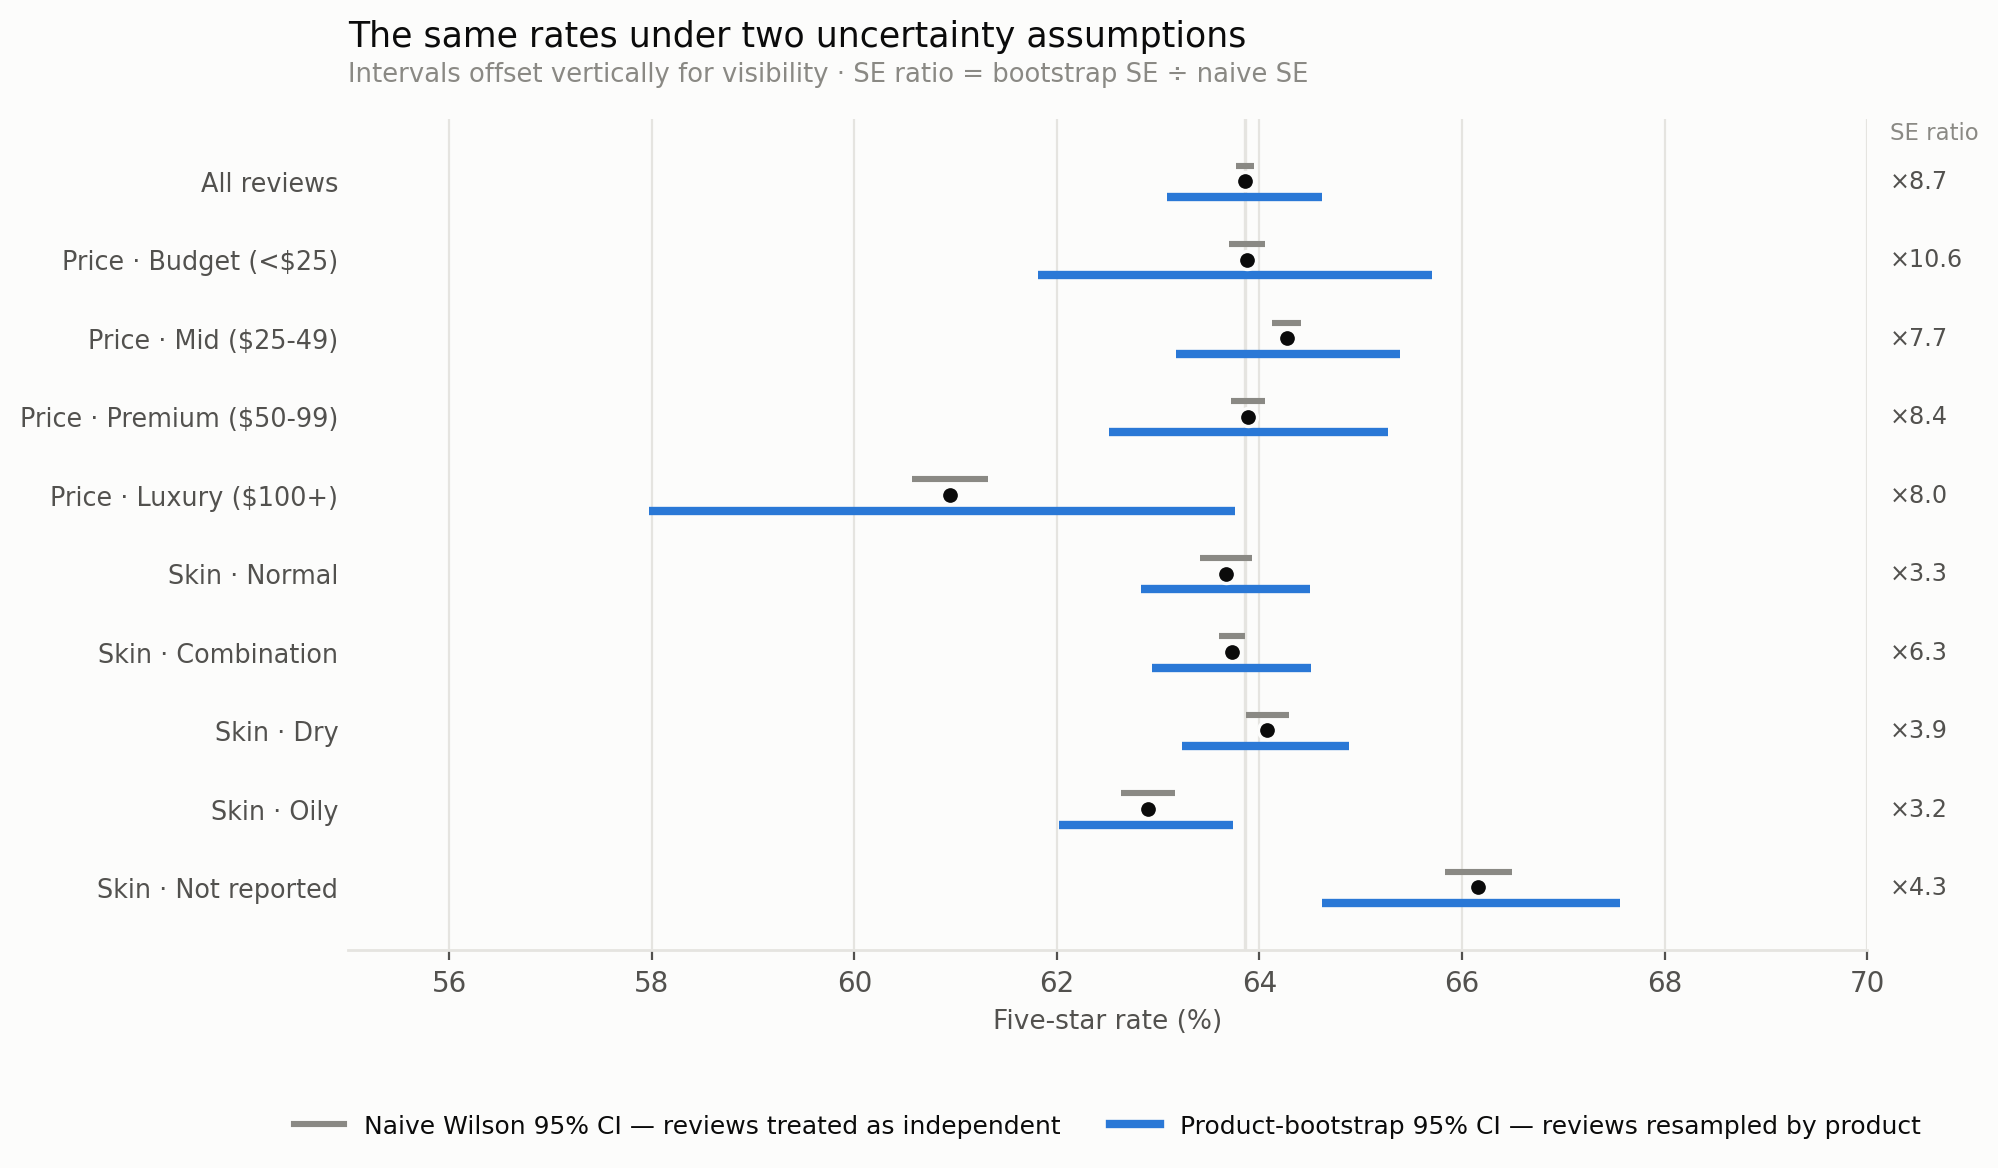 The same rates under two uncertainty assumptions
Intervals offset vertically for visibility · SE ratio = bootstrap SE ÷ naive SE
SE ratio
All reviews
×8.7
Price · Budget (<$25)
×10.6
Price · Mid ($25-49)
×7.7
Price · Premium ($50-99)
×8.4
Price · Luxury ($100+)
×8.0
Skin · Normal
×3.3
Skin · Combination
×6.3
Skin · Dry
×3.9
Skin · Oily
×3.2
Skin · Not reported
×4.3
56 58 60 62 64 66 68 70
Five-star rate (%)
Naive Wilson 95% CI — reviews treated as independent
Product-bootstrap 95% CI — reviews resampled by product